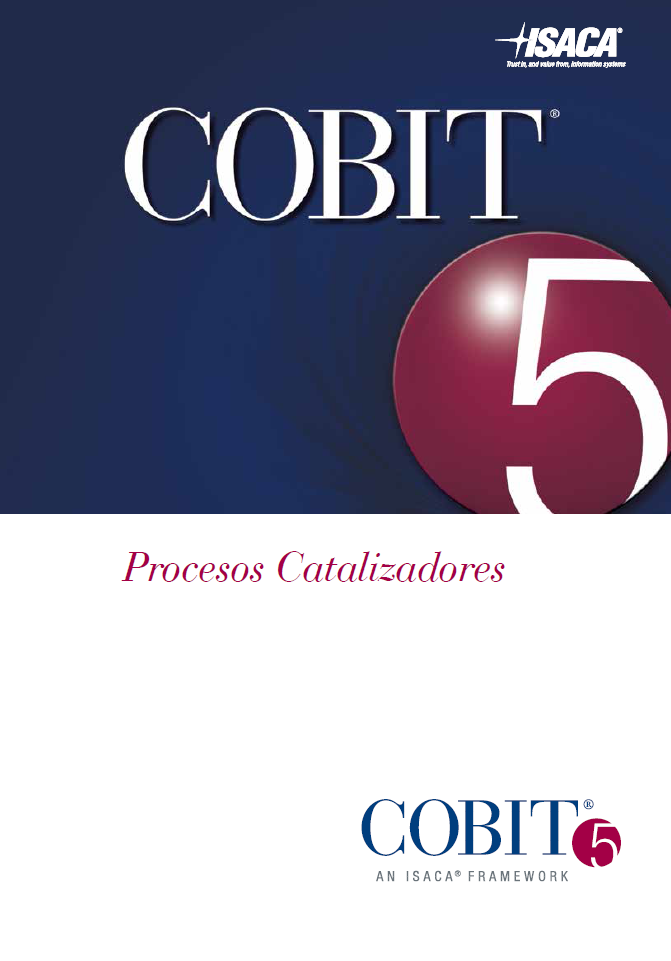 ISACA®
Trust in, and value from, information systems
COBIT®
5
Procesos Catalizadores
COBIT® 5
AN ISACA® FRAMEWORK